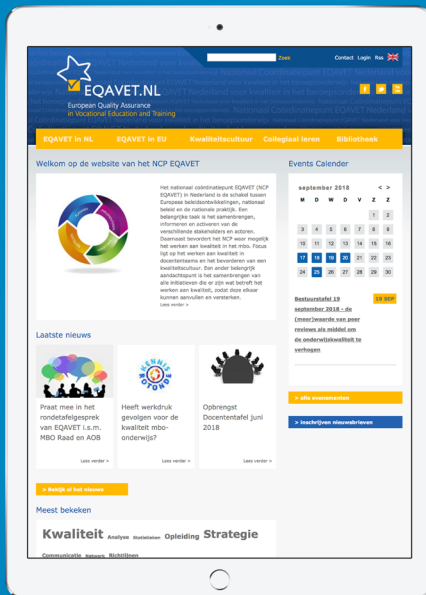 Zoek
Contact Login Rss
EQAVET.NL
European Quality Assurance
in Vocational Education and Training
EQAVET in NL EQAVET in EU Kwaliteitscultuur Collegiaal leren Bibliotheek
Welkom op de website van het NCP EQAVET
Het nationaal coördinatiepunt EQAVET (NCP
EQAVET) in Nederland is de schakel tussen
Europese beleidsontwikkelingen, nationaal
beleid en de nationale praktijk. Een
belangrijke taak is het samenbrengen,
informeren en activeren van de
verschillende stakeholders en actoren.
Daarnaast bevordert het NCP waar mogelijk
het werken aan kwaliteit in het mbo. Focus
ligt op het werken aan kwaliteit in
docententeams en het bevorderen van een
kwaliteitscultuur. Een ander belangrijk
aandachtspunt is het samenbrengen van
alle initiatieven die er zijn wat betreft het
werken aan kwaliteit, zodat deze elkaar
kunnen aanvullen en versterken.
Lees verder >
Events Calender
september 2018 < >
M D W D V Z Z
1 2
3 4 5 6 7 8 9
10 11 12 13 14 15 16
17 18 19 20 21 22 23
24 25 26 27 28 29 30
Bestuurstafel 19
september 2018 - de
(meer)waarde van peer
reviews als middel om
de onderwijskwaliteit te
verhogen
19 SEP
> alle evenementen
> inschrijven nieuwsbrieven
Laatste nieuws
KENNIS
ROTONDE
Praat mee in het
rondetafelgesprek
van EQAVET i.s.m.
MBO Raad en AOB
Lees verder >
Heeft werkdruk
gevolgen voor de
kwaliteit mbo-
onderwijs?
Lees verder >
Opbrengst
Docententafel juni
2018
Lees verder >
> Bekijk al het nieuws
Meest bekeken
Kwaliteit Analyse Statistieken Opleiding Strategie
Communicatie Netwerk Richtlijnen